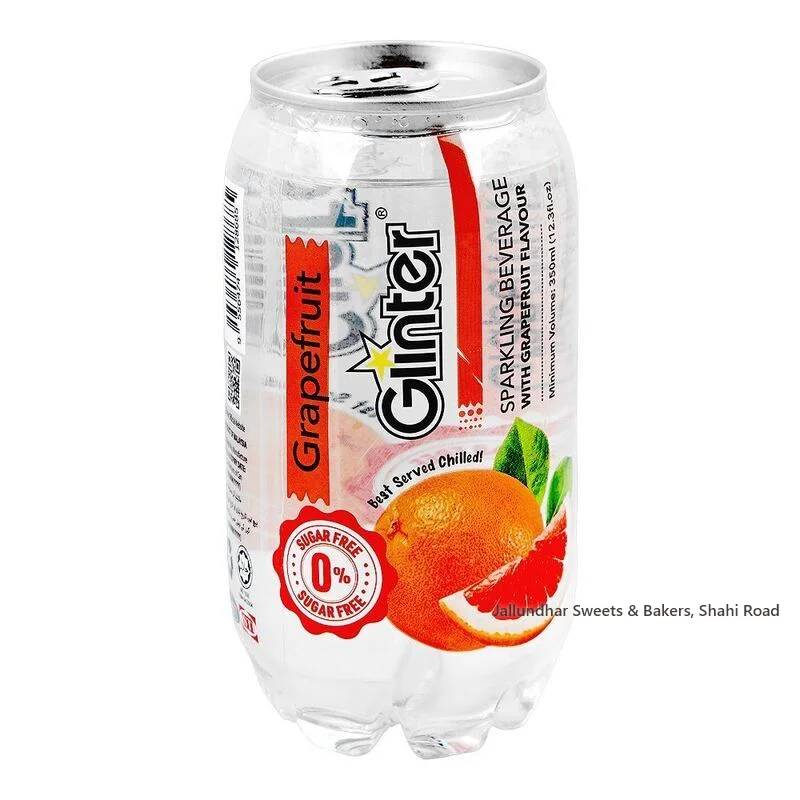 Grapefruit
Glinter®
SPARKLING BEVERAGE
WITH GRAPEFRUIT FLAVOUR
Minimum Volume: 350ml (12.3fl.oz)
Best Served Chilled!
SUGAR FREE
0%
SUGAR FREE
Jallundhar Sweets & Bakers, Shahi Road